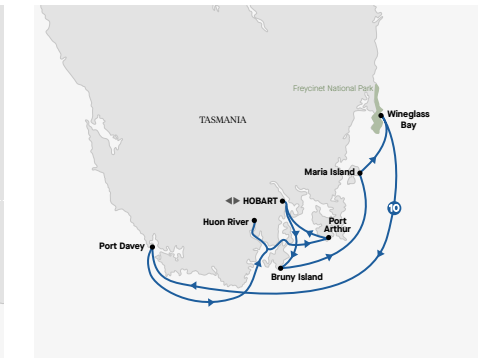 Freycinet National Park
Wineglass
Bay
TASMANIA
Maria Island
HOBART
10
Huon River
Port
Arthur
Port Davey
Bruny Island